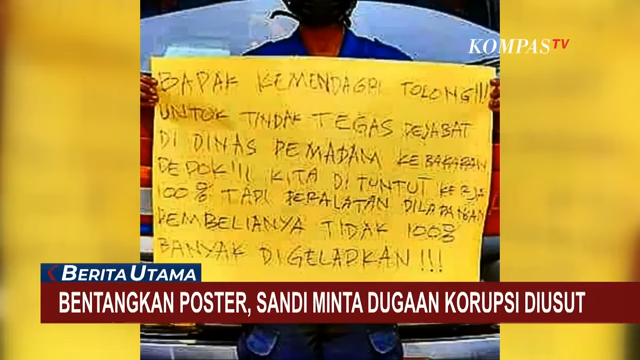 KOMPAS TV
BAPAK KEMENDAGRI TOLONG!!!
UNTUK TINDAK TEGAS PEJABAT
DI DINAS PEMADAM KEBAKARAN
DEPOK!!! KITA DI TUNTUT KERJA
100% TAPI PERALATAN DILAPANGAN
PEMBELIANYA TIDAK 100%
BANYAK DIGELAPKAN!!!
BERITA UTAMA
BENTANGKAN POSTER, SANDI MINTA DUGAAN KORUPSI DIUSUT